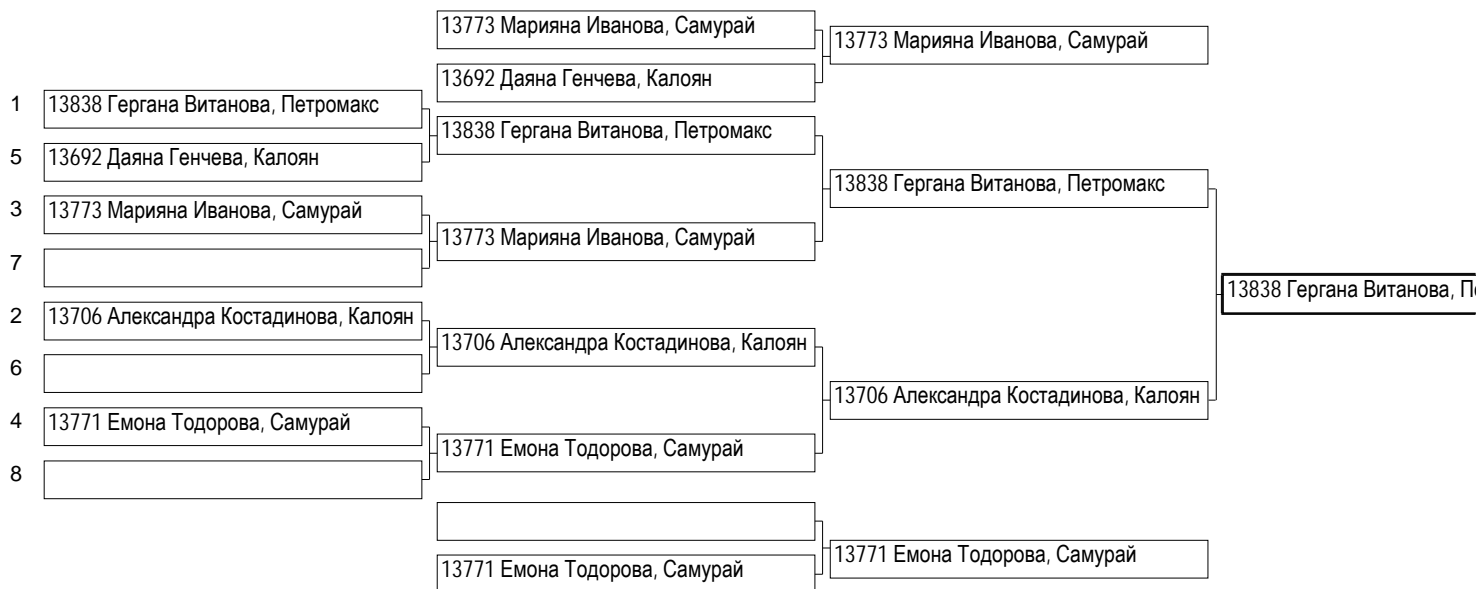 13773 Марияна Иванова, Самурай
13773 Марияна Иванова, Самурай
13692 Даяна Генчева, Калоян
1 13838 Гергана Витанова, Петромакс
13838 Гергана Витанова, Петромакс
5 13692 Даяна Генчева, Калоян
13838 Гергана Витанова, Петромакс
3 13773 Марияна Иванова, Самурай
13773 Марияна Иванова, Самурай
7
13838 Гергана Витанова,
2 13706 Александра Костадинова, Калоян
13706 Александра Костадинова, Калоян
6
13706 Александра Костадинова, Калоян
4 13771 Емона Тодорова, Самурай
13771 Емона Тодорова, Самурай
8
13771 Емона Тодорова, Самурай
13771 Емона Тодорова, Самурай